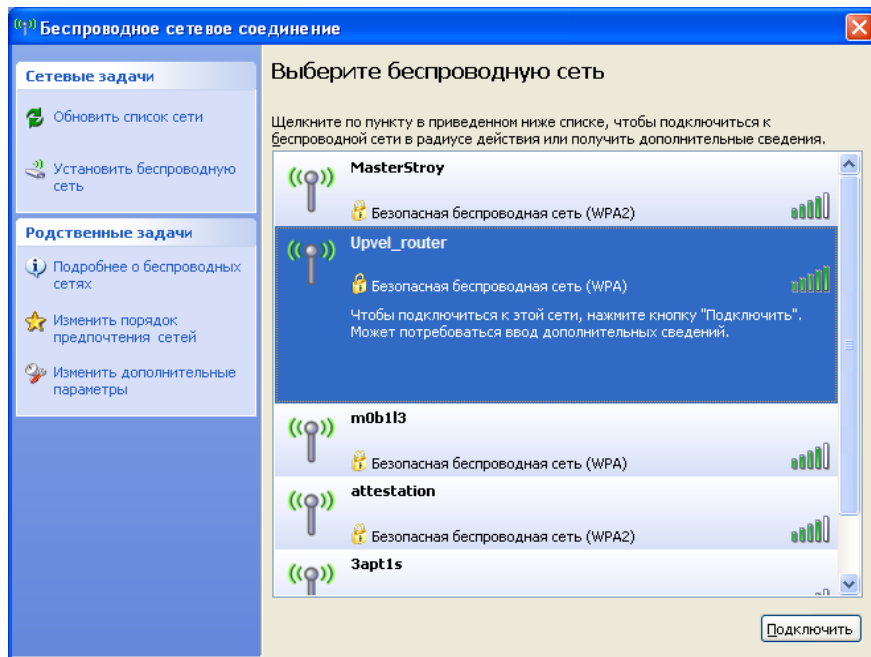 Беспроводное сетевое соединение
Сетевые задачи
Обновить список сети
Установить беспроводную
сеть
Родственные задачи
Подробнее о беспроводных
сетях
Изменить порядок
предпочтения сетей
Изменить дополнительные
параметры
Выберите беспроводную сеть
Щелкните по пункту в приведенном ниже списке, чтобы подключиться к
беспроводной сети в радиусе действия или получить дополнительные сведения.
MasterStroy
Безопасная беспроводная сеть (WPA2)
Upvel_router
Безопасная беспроводная сеть (WPA)
Чтобы подключиться к этой сети, нажмите кнопку "Подключить".
Может потребоваться ввод дополнительных сведений.
m0b1l3
Безопасная беспроводная сеть (WPA)
attestation
Безопасная беспроводная сеть (WPA2)
3apt1s
Подключить